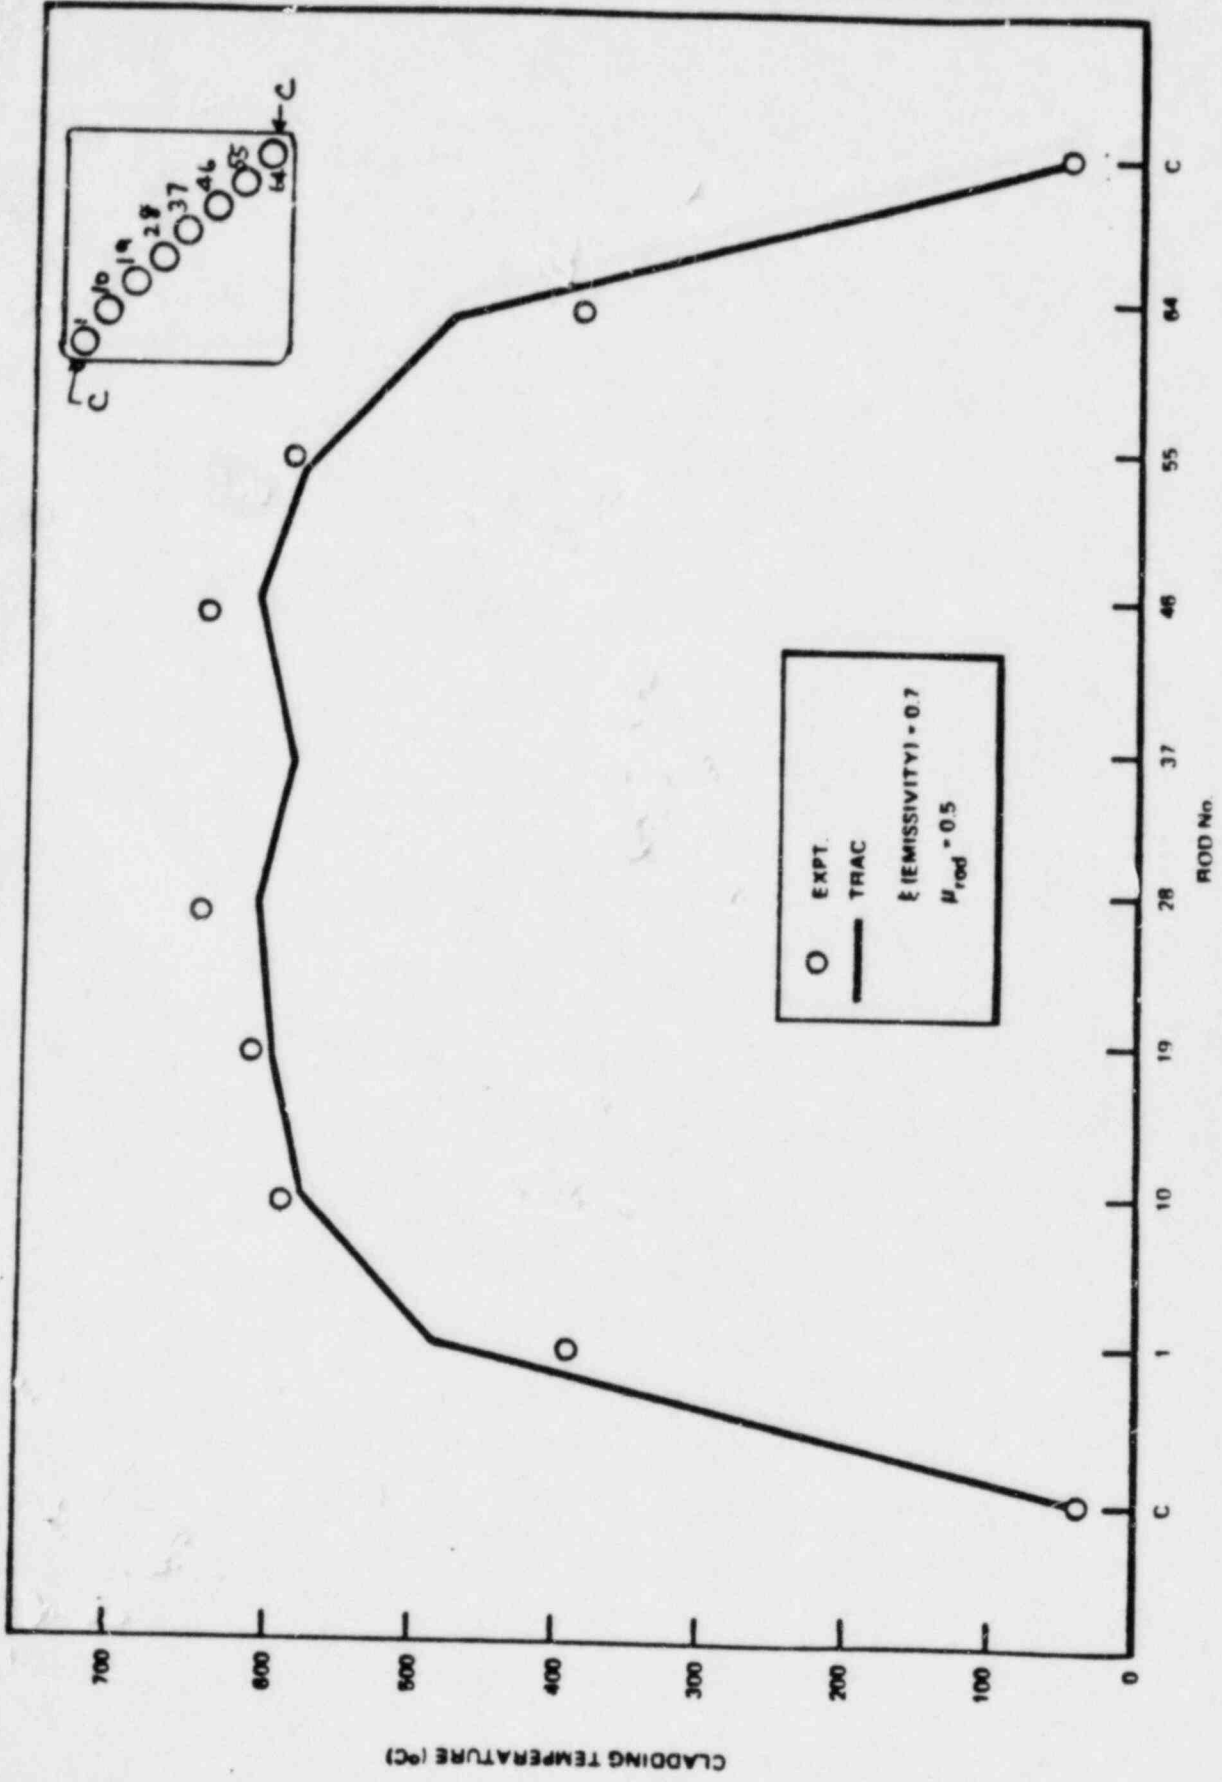 C
1
10
19
28
37
46
55
64
C
CLADDING TEMPERATURE (°C)
700
600
500
400
300
200
100
0
EXPT.
TRAC
ξ (EMISSIVITY) = 0.7
μrod = 0.5
C
1
10
19
28
37
46
55
64
C
ROD No.